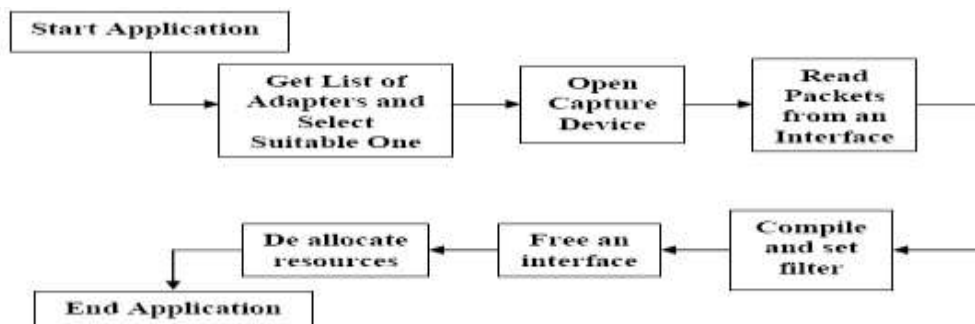 Start Application
Get List of
Adapters and
Select
Suitable One
Open
Capture
Device
Read
Packets
from an
Interface
Compile
and set
filter
Free an
interface
De allocate
resources
End Application